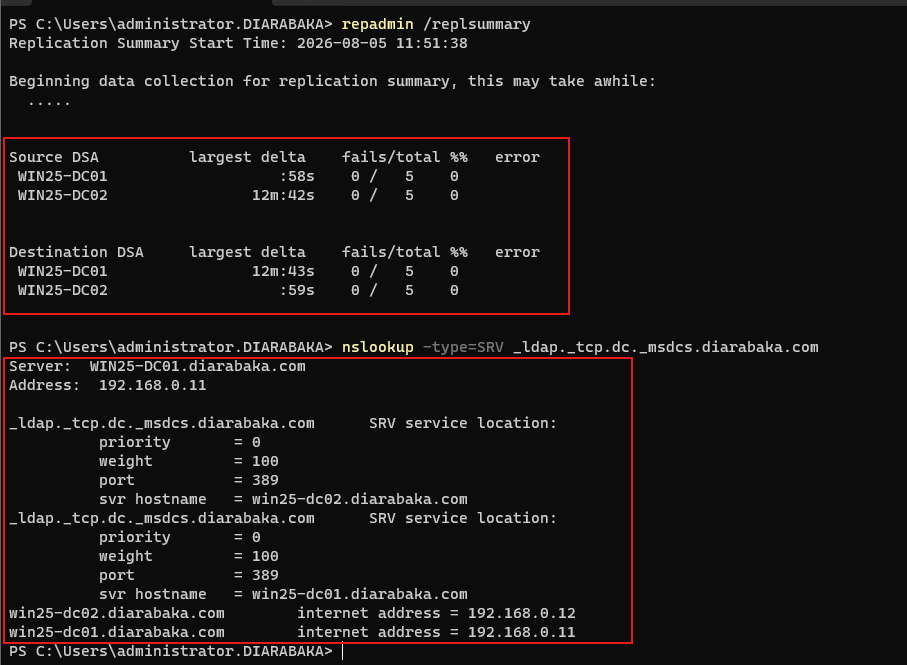 PS C:\Users\administrator.DIARABAKA> repadmin /replsummary
Replication Summary Start Time: 2026-08-05 11:51:38
Beginning data collection for replication summary, this may take awhile:
.....
Source DSA largest delta fails/total %% error
WIN25-DC01 :58s 0 / 5 0
WIN25-DC02 12m:42s 0 / 5 0
Destination DSA largest delta fails/total %% error
WIN25-DC01 12m:43s 0 / 5 0
WIN25-DC02 :59s 0 / 5 0
PS C:\Users\administrator.DIARABAKA> nslookup -type=SRV _ldap._tcp.dc._msdcs.diarabaka.com
Server: WIN25-DC01.diarabaka.com
Address: 192.168.0.11
_ldap._tcp.dc._msdcs.diarabaka.com SRV service location:
priority = 0
weight = 100
port = 389
svr hostname = win25-dc02.diarabaka.com
_ldap._tcp.dc._msdcs.diarabaka.com SRV service location:
priority = 0
weight = 100
port = 389
svr hostname = win25-dc01.diarabaka.com
win25-dc02.diarabaka.com internet address = 192.168.0.12
win25-dc01.diarabaka.com internet address = 192.168.0.11
PS C:\Users\administrator.DIARABAKA>